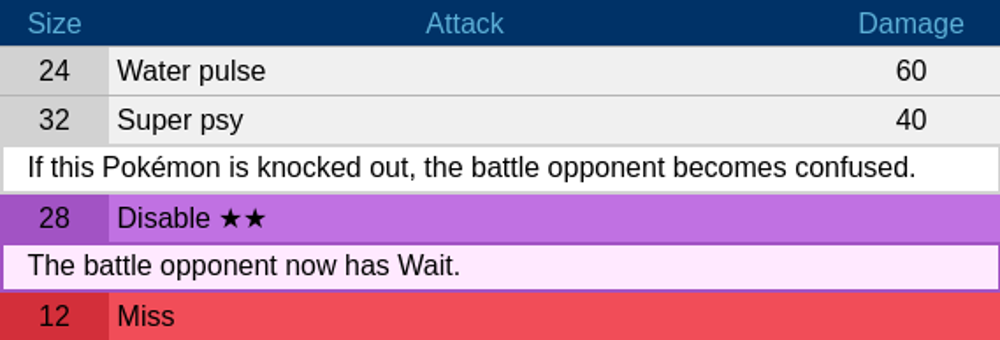 Size Attack Damage
24 Water pulse 60
32 Super psy 40
If this Pokémon is knocked out, the battle opponent becomes confused.
28 Disable ★★
The battle opponent now has Wait.
12 Miss